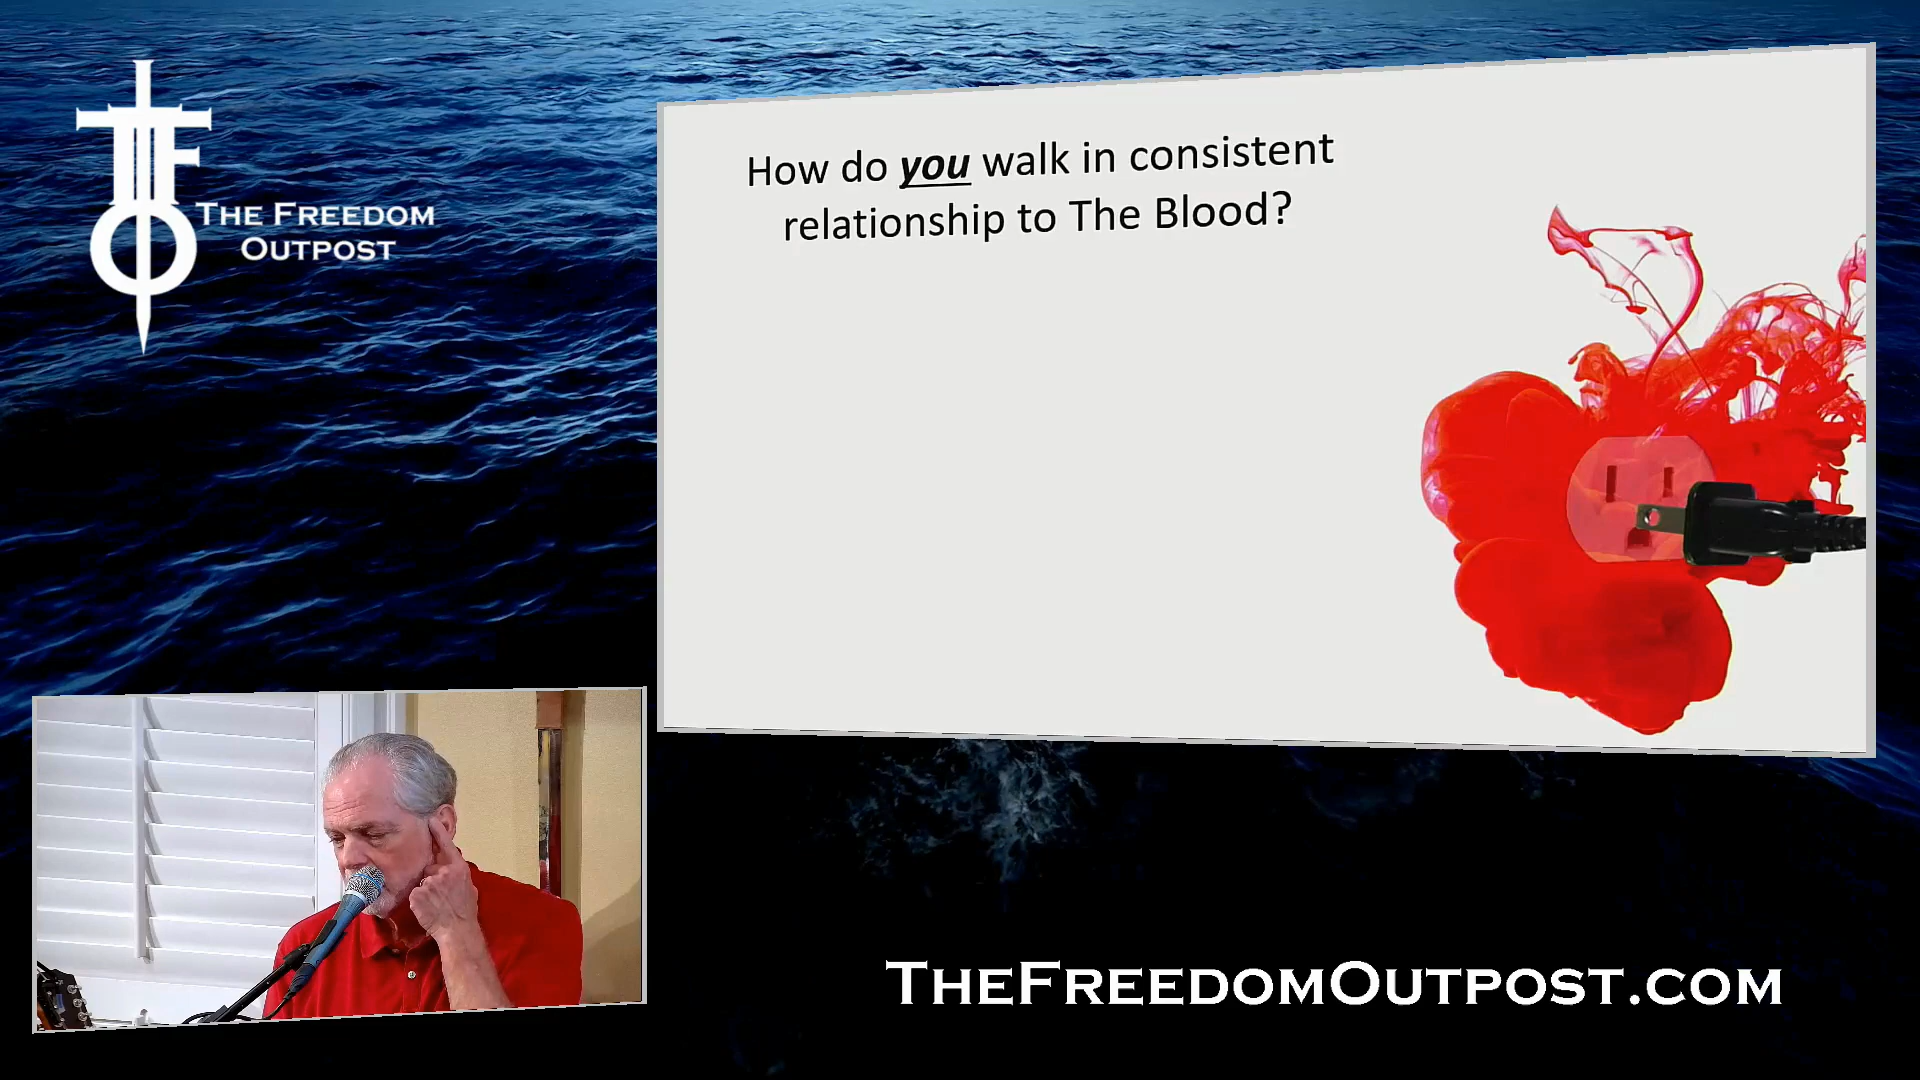 The Freedom
Outpost
How do you walk in consistent
relationship to The Blood?
TheFreedomOutpost.com